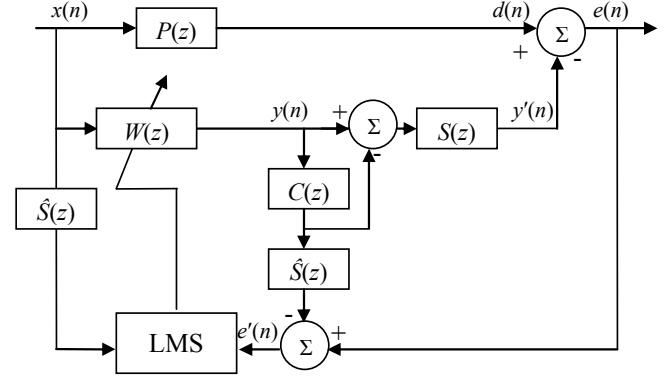 x(n)
P(z)
d(n)
e(n)
Σ
+
-
W(z)
y(n)
+
Σ
-
S(z)
y′(n)
C(z)
Ŝ(z)
Ŝ(z)
-
e′(n)
+
Σ
LMS